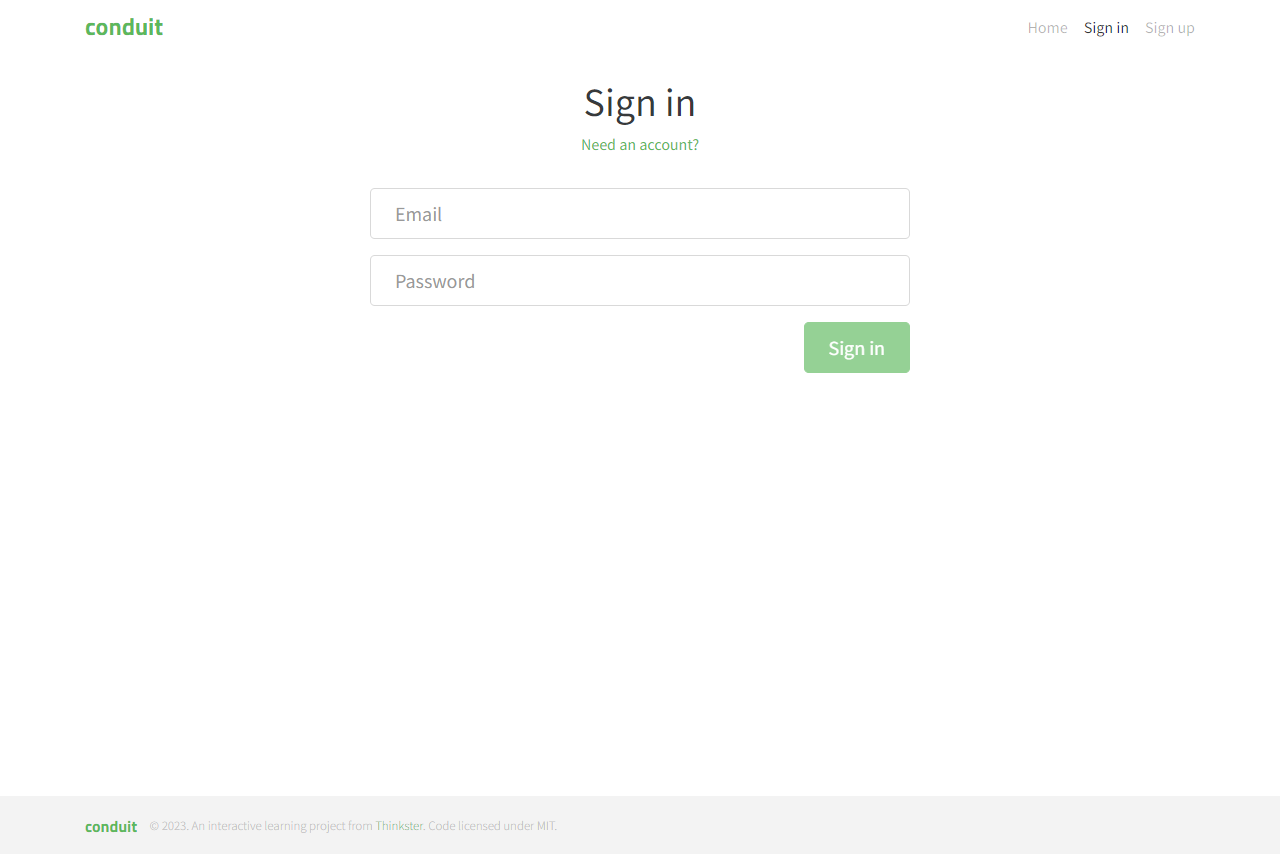 conduit Home Sign in Sign up
Sign in
Need an account?
Email
Password
Sign in
conduit © 2023. An interactive learning project from Thinkster. Code licensed under MIT.